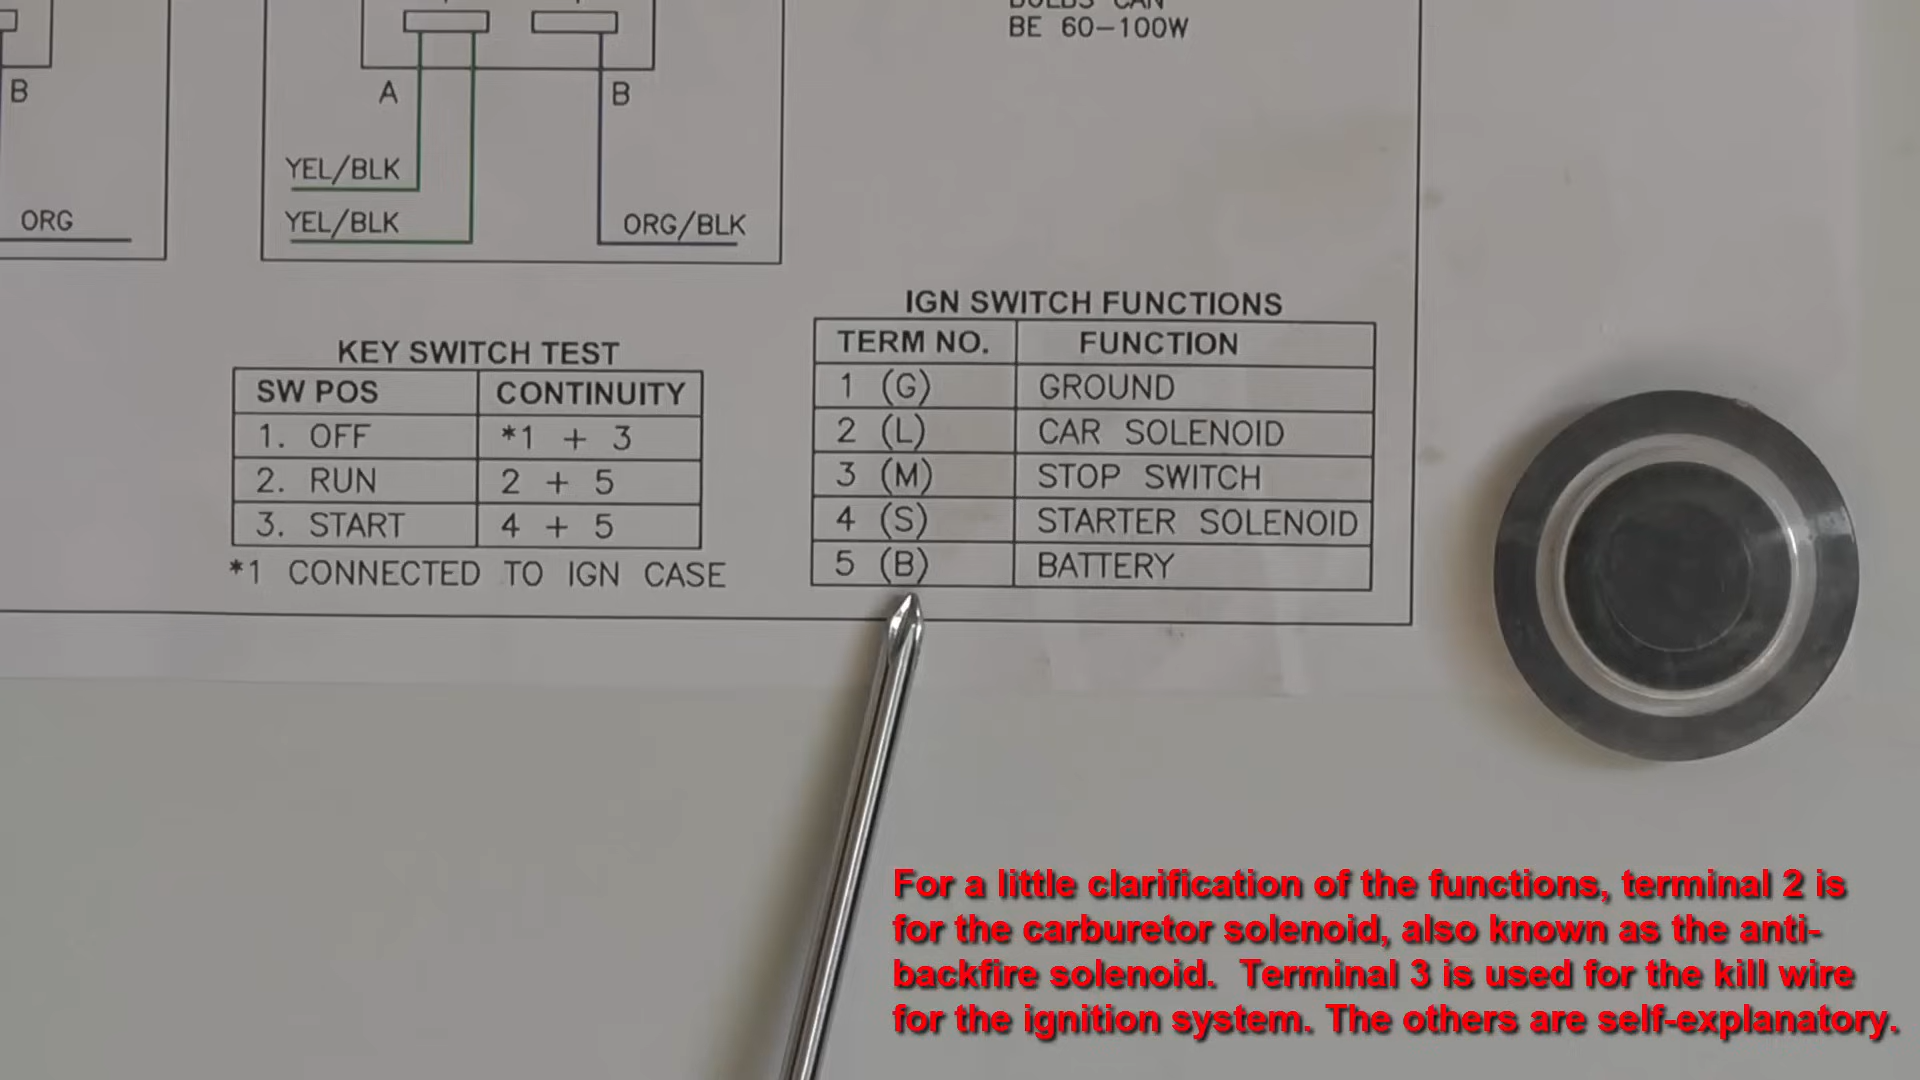 BE 60-100W
B
A
B
YEL/BLK
ORG
YEL/BLK
ORG/BLK
KEY SWITCH TEST
SW POS CONTINUITY
1. OFF *1 + 3
2. RUN 2 + 5
3. START 4 + 5
*1 CONNECTED TO IGN CASE
IGN SWITCH FUNCTIONS
TERM NO. FUNCTION
1 (G) GROUND
2 (L) CAR SOLENOID
3 (M) STOP SWITCH
4 (S) STARTER SOLENOID
5 (B) BATTERY
For a little clarification of the functions, terminal 2 is
for the carburetor solenoid, also known as the anti-
backfire solenoid.  Terminal 3 is used for the kill wire
for the ignition system. The others are self-explanatory.